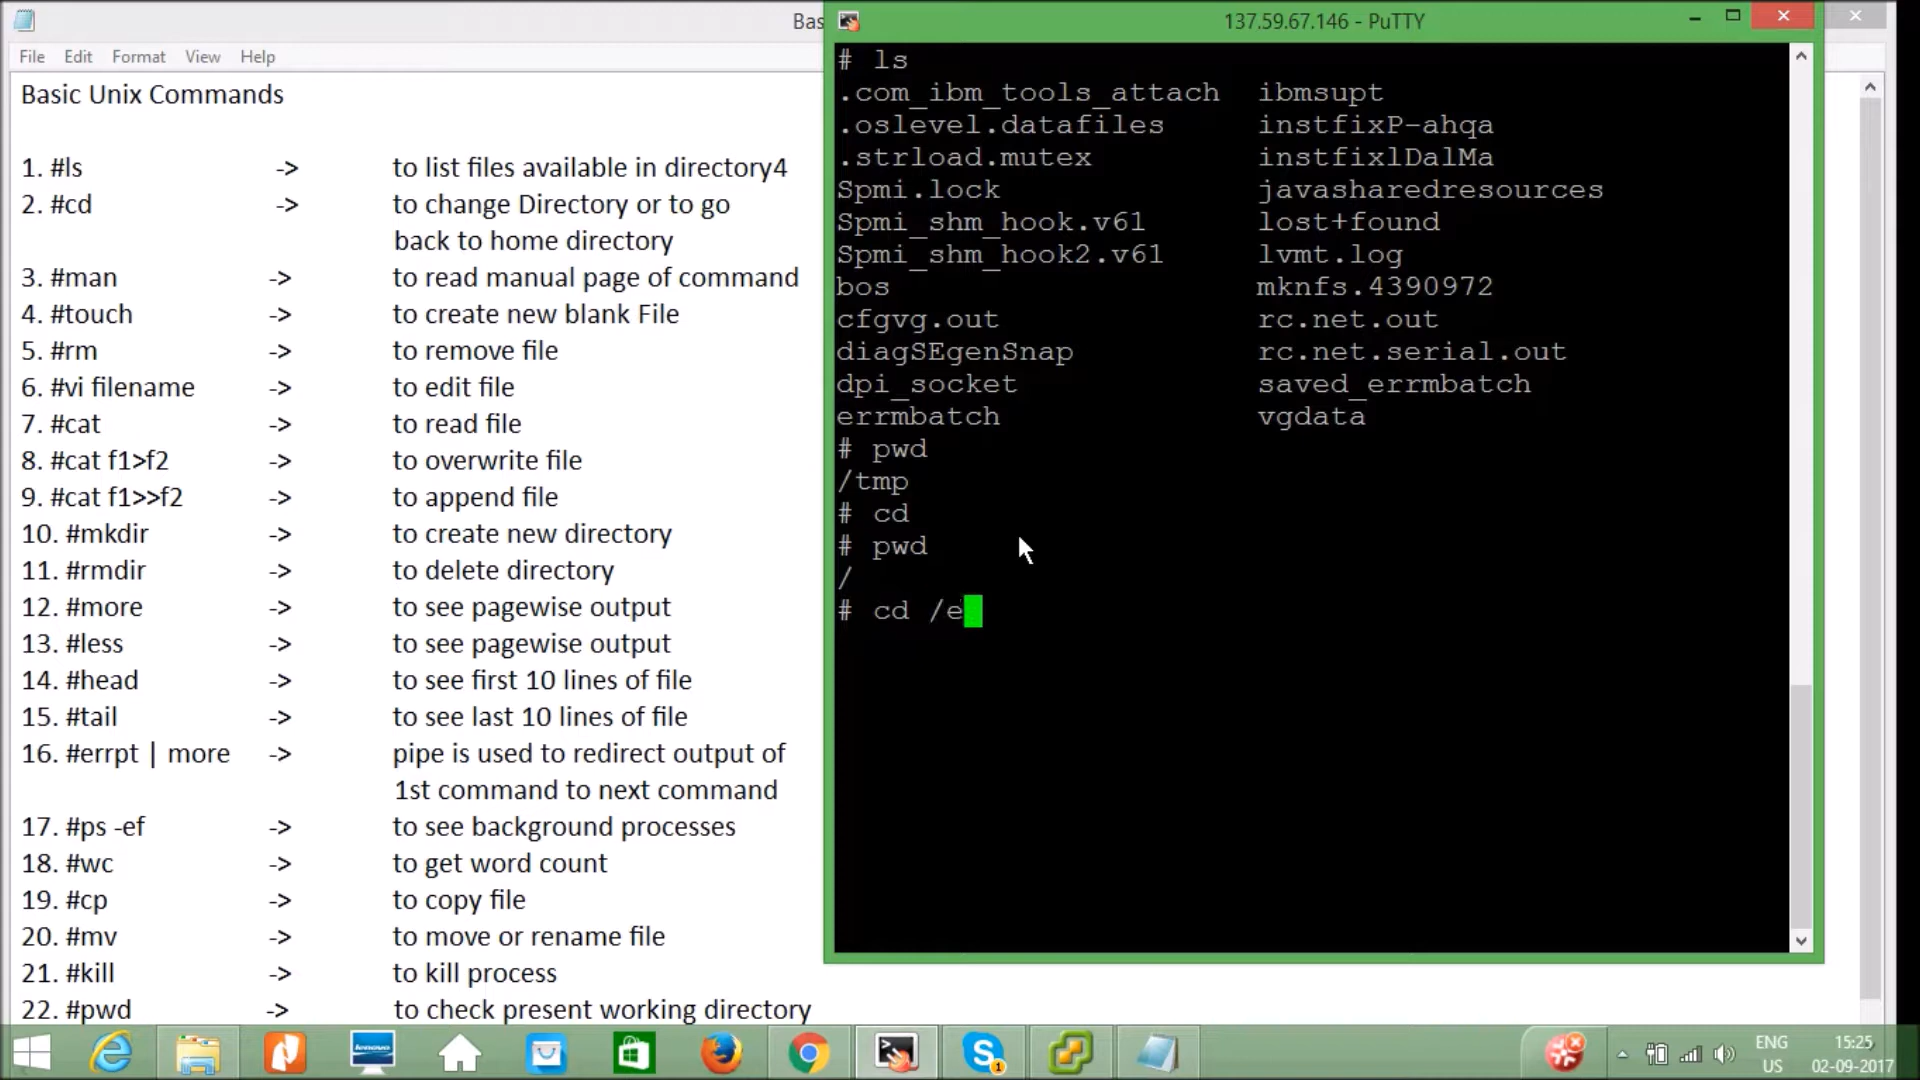 Bas
File Edit Format View Help
Basic Unix Commands
1. #ls -> to list files available in directory4
2. #cd -> to change Directory or to go
back to home directory
3. #man -> to read manual page of command
4. #touch -> to create new blank File
5. #rm -> to remove file
6. #vi filename -> to edit file
7. #cat -> to read file
8. #cat f1>f2 -> to overwrite file
9. #cat f1>>f2 -> to append file
10. #mkdir -> to create new directory
11. #rmdir -> to delete directory
12. #more -> to see pagewise output
13. #less -> to see pagewise output
14. #head -> to see first 10 lines of file
15. #tail -> to see last 10 lines of file
16. #errpt | more -> pipe is used to redirect output of
1st command to next command
17. #ps -ef -> to see background processes
18. #wc -> to get word count
19. #cp -> to copy file
20. #mv -> to move or rename file
21. #kill -> to kill process
22. #pwd -> to check present working directory
137.59.67.146 - PuTTY
# ls
.com_ibm_tools_attach ibmsupt
.oslevel.datafiles instfixP-ahqa
.strload.mutex instfixlDalMa
Spmi.lock javasharedresources
Spmi_shm_hook.v61 lost+found
Spmi_shm_hook2.v61 lvmt.log
bos mknfs.4390972
cfgvg.out rc.net.out
diagSEgenSnap rc.net.serial.out
dpi_socket saved_errmbatch
errmbatch vgdata
# pwd
/tmp
# cd
# pwd
/
# cd /e
lenovo
1
ENG 15:25
US 02-09-2017